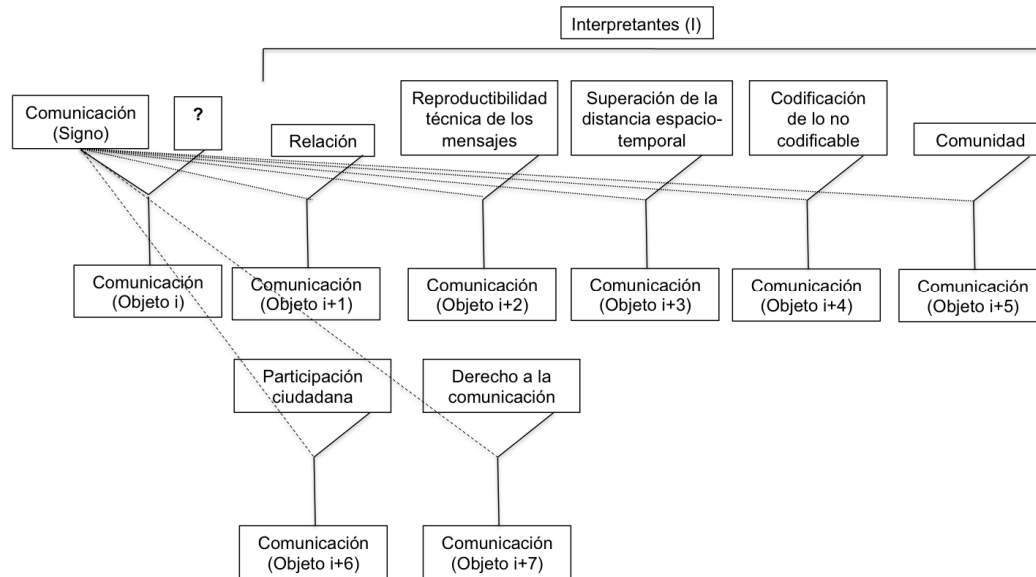 Interpretantes (I)
Comunicación
(Signo)
?
Relación
Reproductibilidad
técnica de los
mensajes
Superación de la
distancia espacio-
temporal
Codificación
de lo no
codificable
Comunidad
Comunicación
(Objeto i)
Comunicación
(Objeto i+1)
Comunicación
(Objeto i+2)
Comunicación
(Objeto i+3)
Comunicación
(Objeto i+4)
Comunicación
(Objeto i+5)
Participación
ciudadana
Derecho a la
comunicación
Comunicación
(Objeto i+6)
Comunicación
(Objeto i+7)